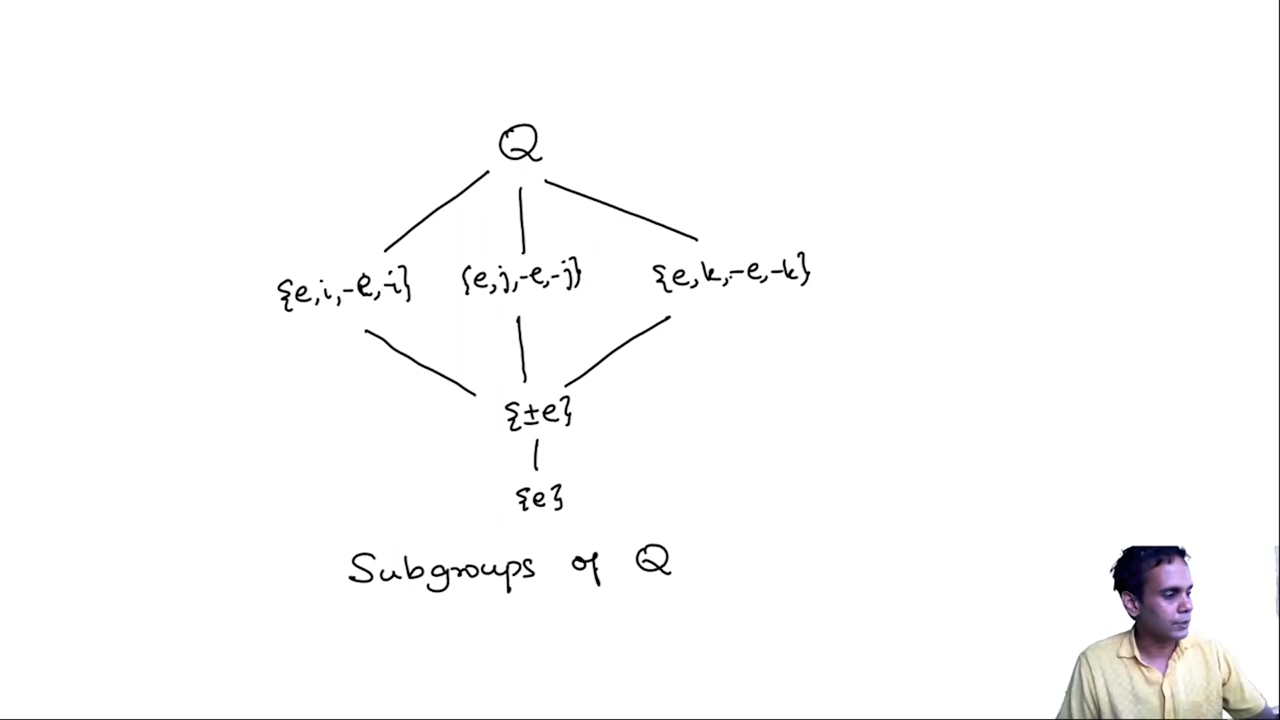 Q
{e,i,-e,-i} {e,j,-e,-j} {e,k,-e,-k}
{±e}
{e}
Subgroups of Q